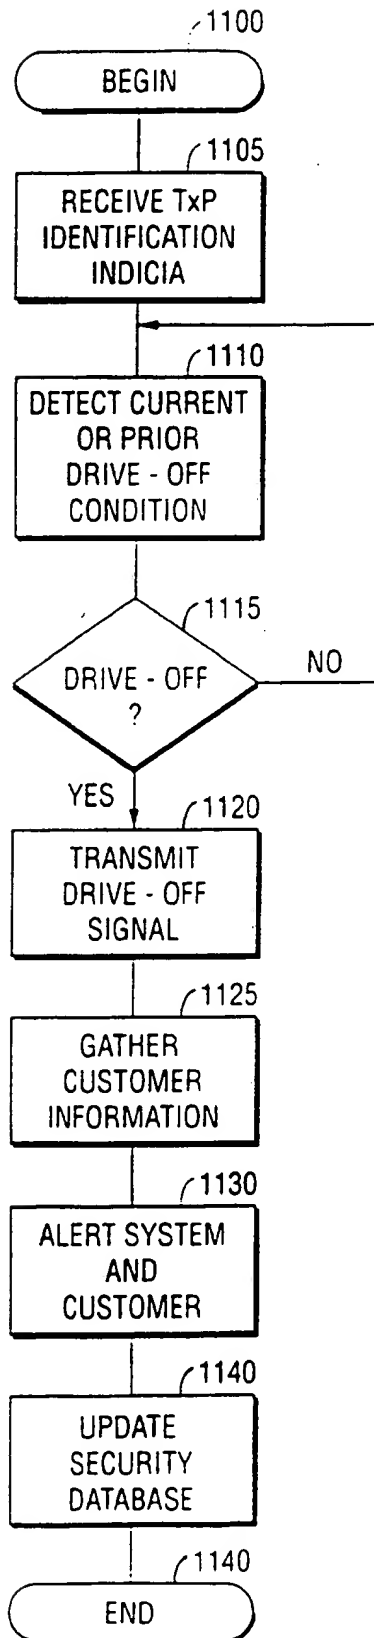 1100
BEGIN
1105
RECEIVE TxP
IDENTIFICATION
INDICIA
1110
DETECT CURRENT
OR PRIOR
DRIVE - OFF
CONDITION
1115
DRIVE - OFF
?
NO
YES
1120
TRANSMIT
DRIVE - OFF
SIGNAL
1125
GATHER
CUSTOMER
INFORMATION
1130
ALERT SYSTEM
AND
CUSTOMER
1140
UPDATE
SECURITY
DATABASE
1140
END